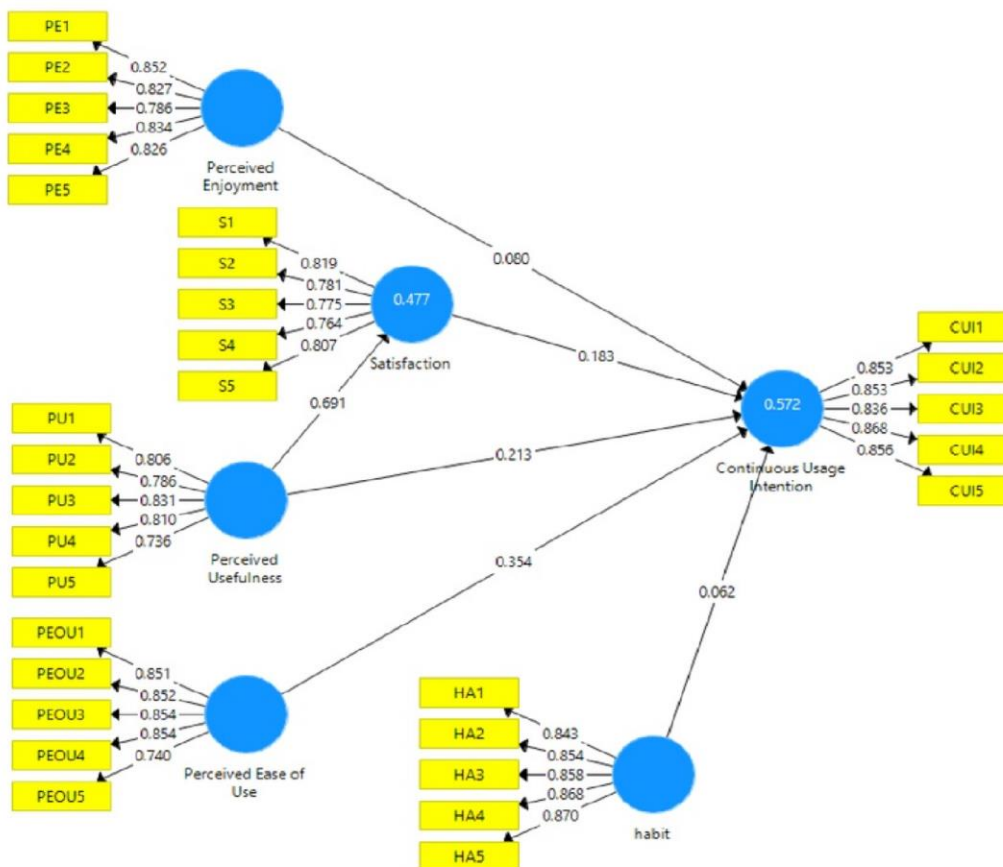 PE1
PE2
PE3
PE4
PE5
0.852
0.827
0.786
0.834
0.826
Perceived
Enjoyment
0.080
S1
S2
S3
S4
S5
0.819
0.781
0.775
0.764
0.807
0.477
Satisfaction
0.183
0.691
PU1
PU2
PU3
PU4
PU5
0.806
0.786
0.831
0.810
0.736
Perceived
Usefulness
0.213
0.572
Continuous Usage
Intention
0.853
0.853
0.836
0.868
0.856
CUI1
CUI2
CUI3
CUI4
CUI5
PEOU1
PEOU2
PEOU3
PEOU4
PEOU5
0.851
0.852
0.854
0.854
0.740
Perceived Ease of
Use
0.354
0.062
HA1
HA2
HA3
HA4
HA5
0.843
0.854
0.858
0.868
0.870
habit